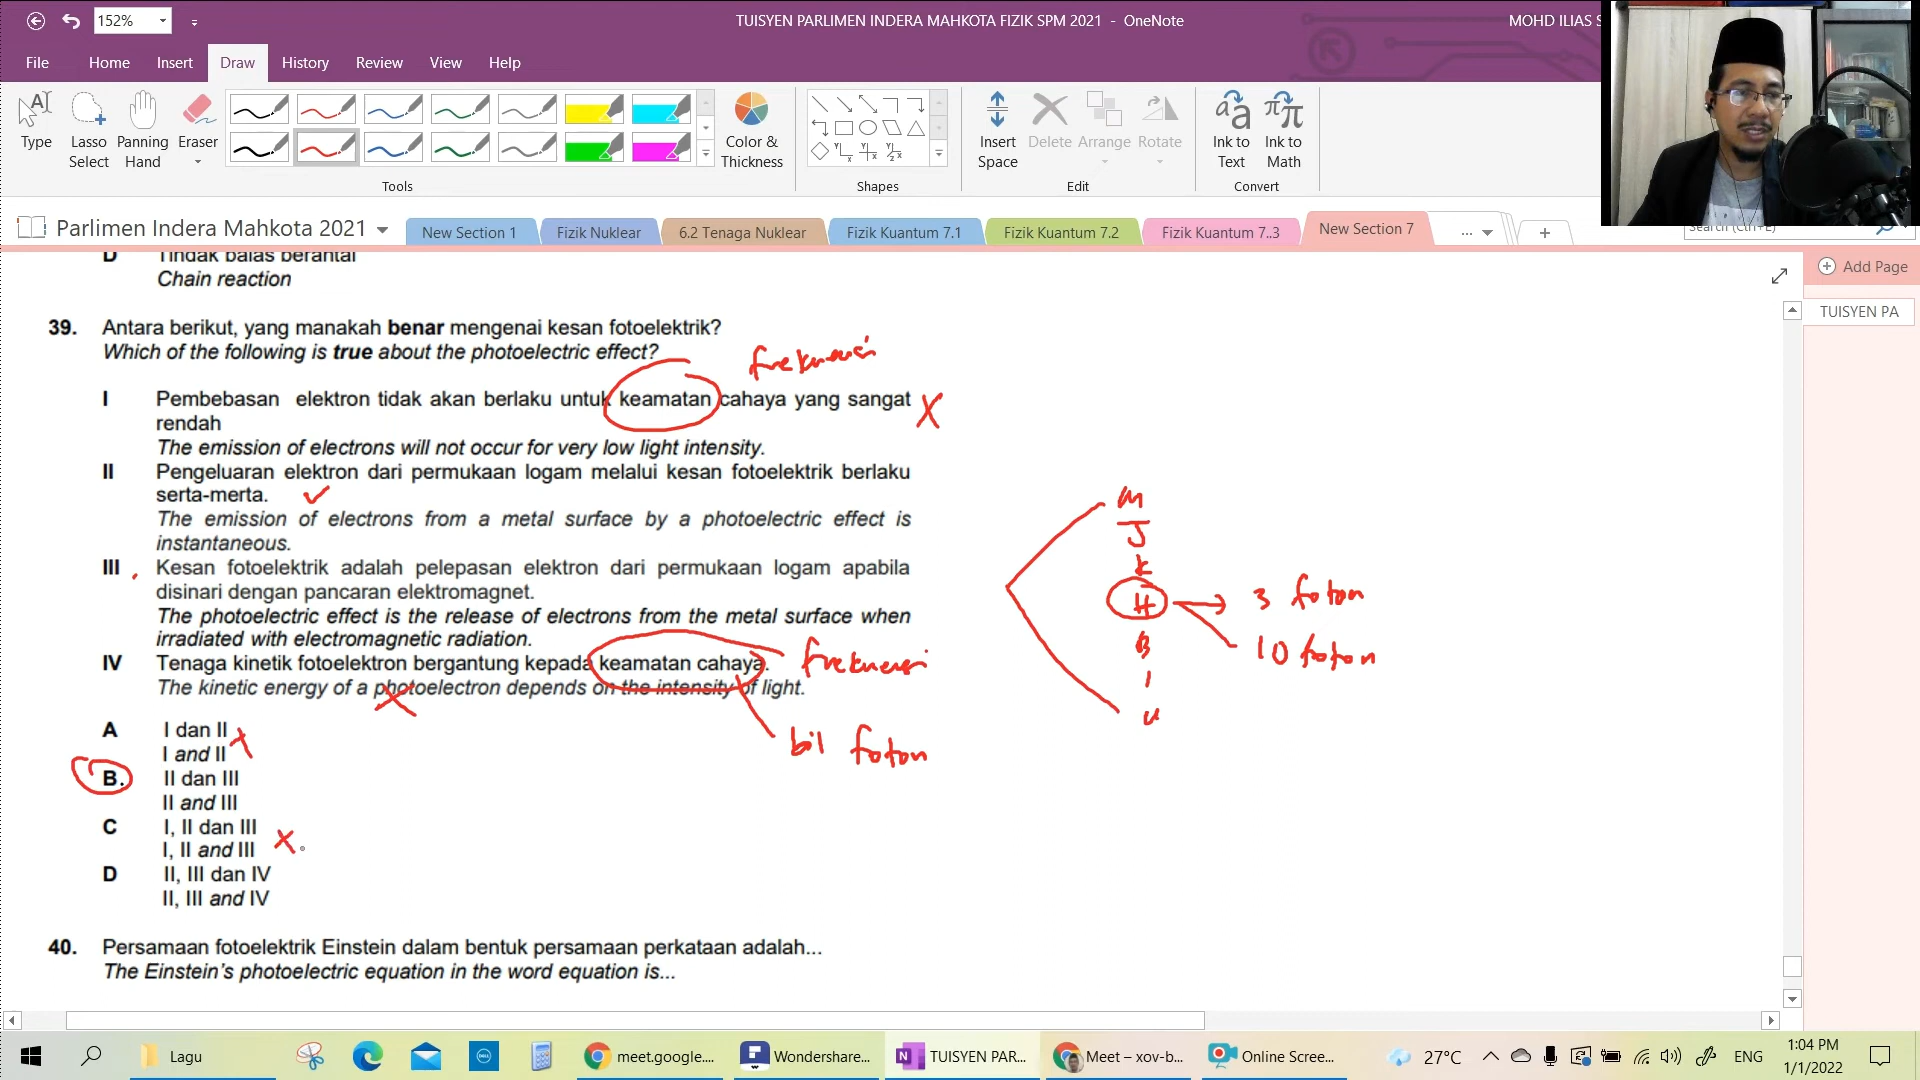 152%
TUISYEN PARLIMEN INDERA MAHKOTA FIZIK SPM 2021 - OneNote
MOHD ILIAS S
File Home Insert Draw History Review View Help
Type
Lasso Select
Panning Hand
Eraser
Color & Thickness
Insert Space
Delete
Arrange
Rotate
Ink to Text
Ink to Math
Tools
Shapes
Edit
Convert
Parlimen Indera Mahkota 2021
New Section 1
Fizik Nuklear
6.2 Tenaga Nuklear
Fizik Kuantum 7.1
Fizik Kuantum 7.2
Fizik Kuantum 7..3
New Section 7
...
Search (Ctrl+E)
Add Page
TUISYEN PA
D Tindak balas berantai
Chain reaction
39. Antara berikut, yang manakah benar mengenai kesan fotoelektrik?
Which of the following is true about the photoelectric effect?
frekuensi
I Pembebasan elektron tidak akan berlaku untuk keamatan cahaya yang sangat X
rendah
The emission of electrons will not occur for very low light intensity.
II Pengeluaran elektron dari permukaan logam melalui kesan fotoelektrik berlaku
serta-merta. ✓
The emission of electrons from a metal surface by a photoelectric effect is
instantaneous.
III Kesan fotoelektrik adalah pelepasan elektron dari permukaan logam apabila
disinari dengan pancaran elektromagnet.
The photoelectric effect is the release of electrons from the metal surface when
irradiated with electromagnetic radiation.
IV Tenaga kinetik fotoelektron bergantung kepada keamatan cahaya. frekuensi
The kinetic energy of a photoelectron depends on the intensity of light.
X
bil foton
A I dan II X
I and II
B. II dan III
II and III
C I, II dan III X
I, II and III
D II, III dan IV
II, III and IV
M
J
K
H
3 foton
10 foton
B
I
U
40. Persamaan fotoelektrik Einstein dalam bentuk persamaan perkataan adalah...
The Einstein's photoelectric equation in the word equation is...
Lagu
meet.google....
Wondershare...
TUISYEN PAR...
Meet – xov-b...
Online Scree...
27°C
ENG
1:04 PM
1/1/2022